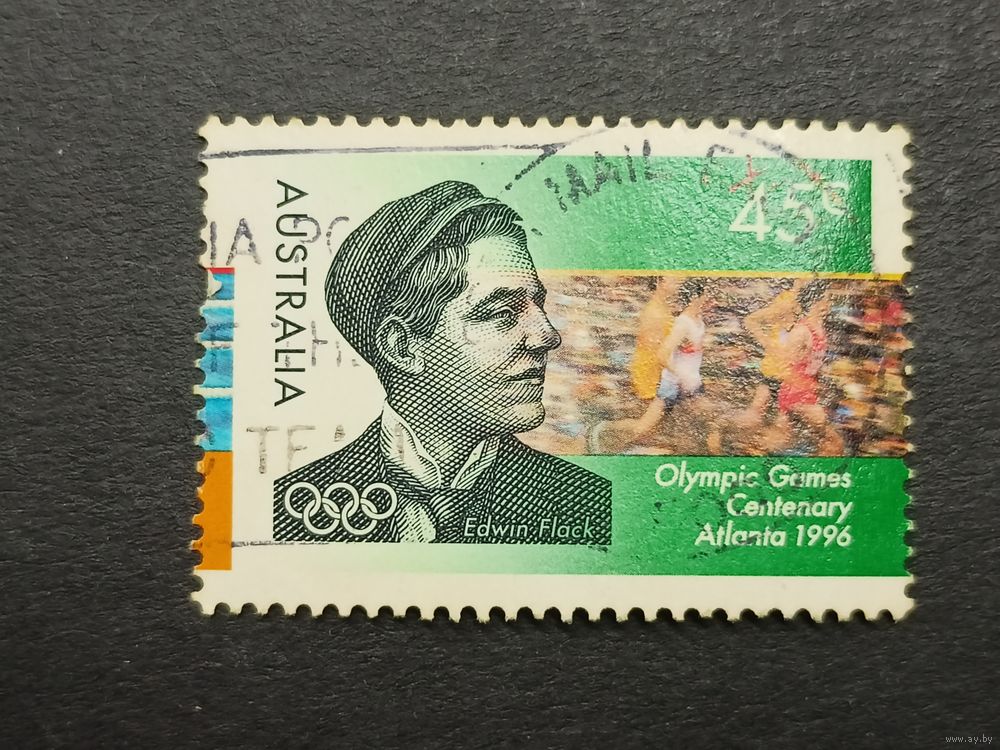 AUSTRALIA
MAIL
45c
Edwin Flack
Olympic Games
Centenary
Atlanta 1996
www.ay.by